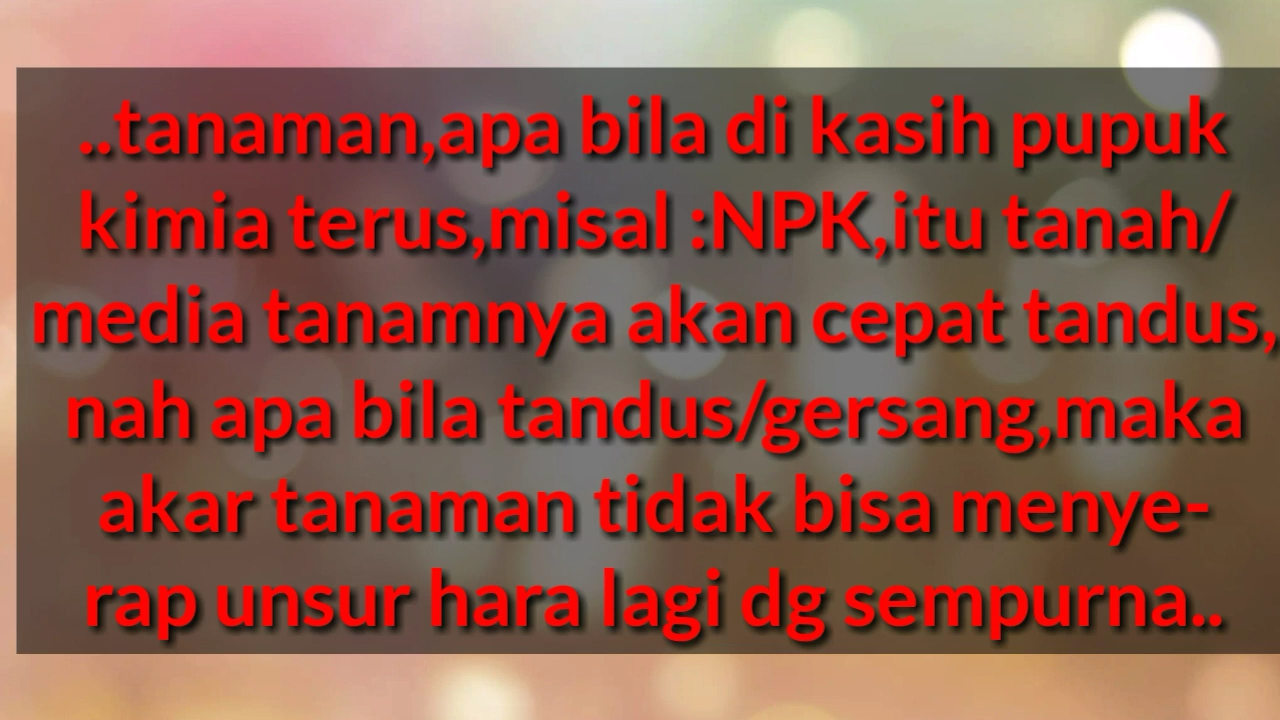 ..tanaman,apa bila di kasih pupuk
kimia terus,misal :NPK,itu tanah/
media tanamnya akan cepat tandus,
nah apa bila tandus/gersang,maka
akar tanaman tidak bisa menye-
rap unsur hara lagi dg sempurna..